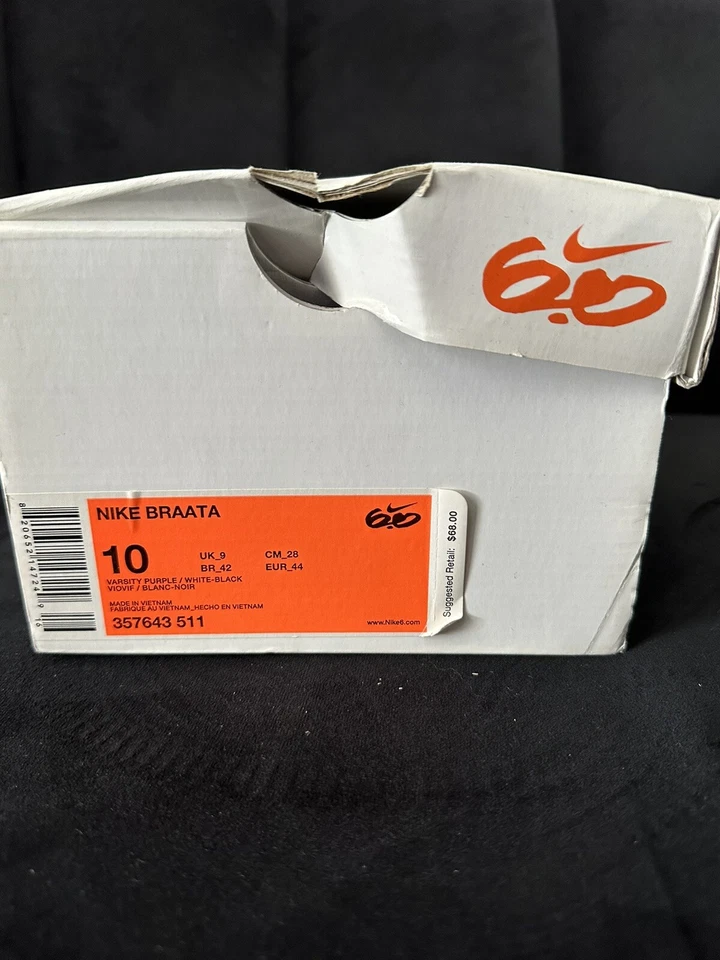 6.0
NIKE BRAATA
6.0
10
UK_9 CM_28
BR_42 EUR_44
VARSITY PURPLE / WHITE-BLACK
VIOVIF / BLANC-NOIR
MADE IN VIETNAM
FABRIQUE AU VIETNAM_HECHO EN VIETNAM
357643 511
www.Nike6.com
Suggested Retail: $68.00